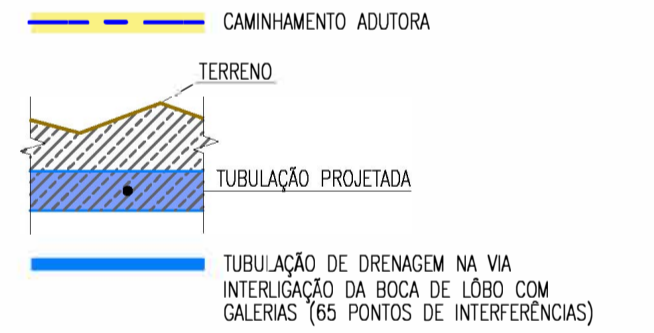 CAMINHAMENTO ADUTORA
TERRENO
TUBULAÇÃO PROJETADA
TUBULAÇÃO DE DRENAGEM NA VIA
INTERLIGAÇÃO DA BOCA DE LÔBO COM
GALERIAS (65 PONTOS DE INTERFERÊNCIAS)